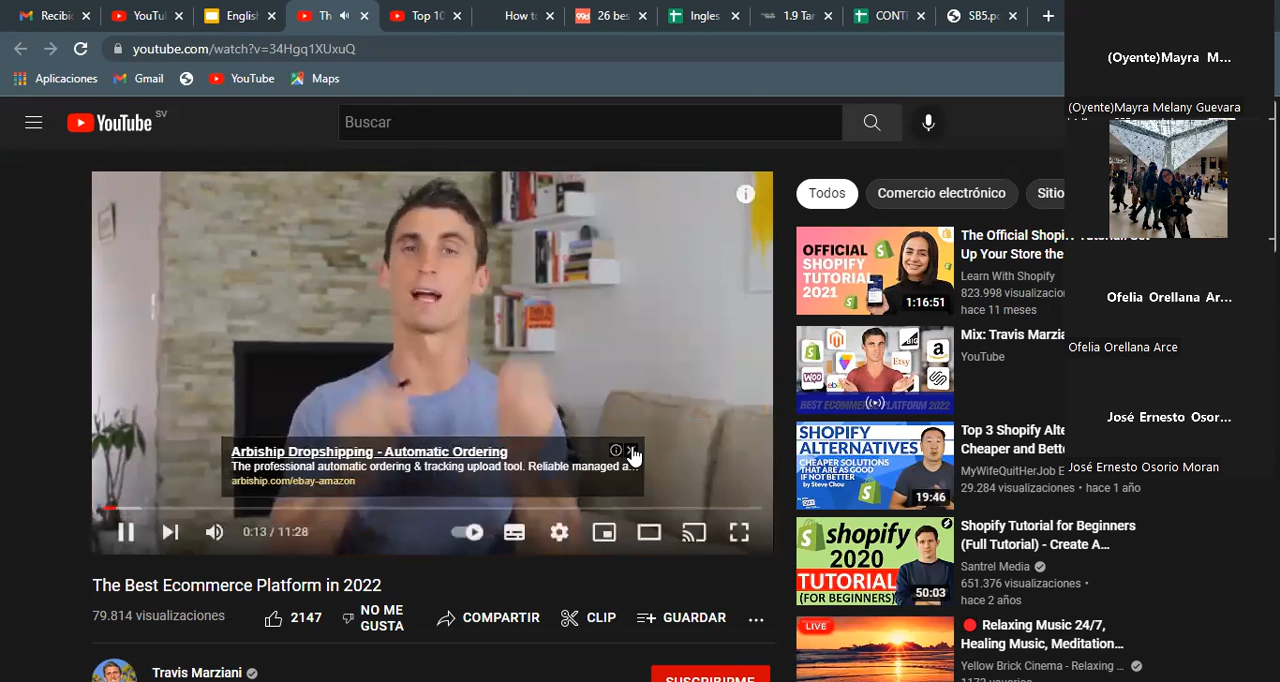 Recibi
YouTu
English
Th
Top 10
How to
26 bes
Ingles
1.9 Tar
CONTI
SB5.pc
youtube.com/watch?v=34Hgq1XUxuQ
Aplicaciones
Gmail
YouTube
Maps
YouTube SV
Buscar
Todos
Comercio electrónico
Sitio
Arbiship Dropshipping - Automatic Ordering
The professional automatic ordering & tracking upload tool. Reliable managed a...
arbiship.com/ebay-amazon
0:13 / 11:28
The Best Ecommerce Platform in 2022
79.814 visualizaciones
2147
NO ME GUSTA
COMPARTIR
CLIP
GUARDAR
Travis Marziani
SUSCRIBIRME
OFFICIAL
SHOPIFY
TUTORIAL
2021
1:16:51
The Official Shopi
Up Your Store the
Learn With Shopify
823.998 visualizacion
hace 11 meses
WOO
BIG
Etsy
BEST ECOMMERCE PLATFORM 2022
Mix: Travis Marzia
YouTube
SHOPIFY
ALTERNATIVES
CHEAPER SOLUTIONS
THAT ARE AS GOOD
IF NOT BETTER
by Steve Chou
19:46
Top 3 Shopify Alte
Cheaper and Bett
MyWifeQuitHerJob E
29.284 visualizaciones • hace 1 año
shopify
2020
TUTORIAL
(FOR BEGINNERS)
50:03
Shopify Tutorial for Beginners
(Full Tutorial) - Create A...
Santrel Media
651.376 visualizaciones •
hace 2 años
LIVE
Relaxing Music 24/7,
Healing Music, Meditation...
Yellow Brick Cinema - Relaxing ...
(Oyente)Mayra M...
(Oyente)Mayra Melany Guevara
Ofelia Orellana Ar...
Ofelia Orellana Arce
José Ernesto Osor...
José Ernesto Osorio Moran